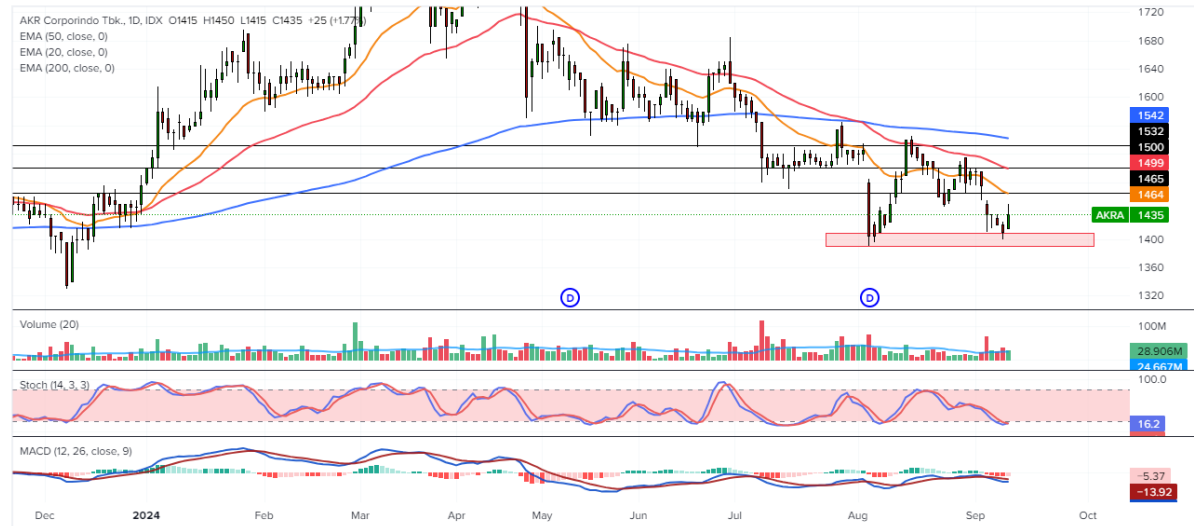 AKR Corporindo Tbk., 1D, IDX O1415 H1450 L1415 C1435 +25 (+1.77%)
EMA (50, close, 0)
EMA (20, close, 0)
EMA (200, close, 0)
1720
1680
1640
1600
1542
1532
1500
1499
1465
1464
AKRA 1435
1400
1360
1320
D
D
Volume (20)
100M
28.906M
24.667M
Stoch (14, 3, 3)
100.0
16.2
MACD (12, 26, close, 9)
−5.37
−13.92
Dec 2024 Feb Mar Apr May Jun Jul Aug Sep Oct